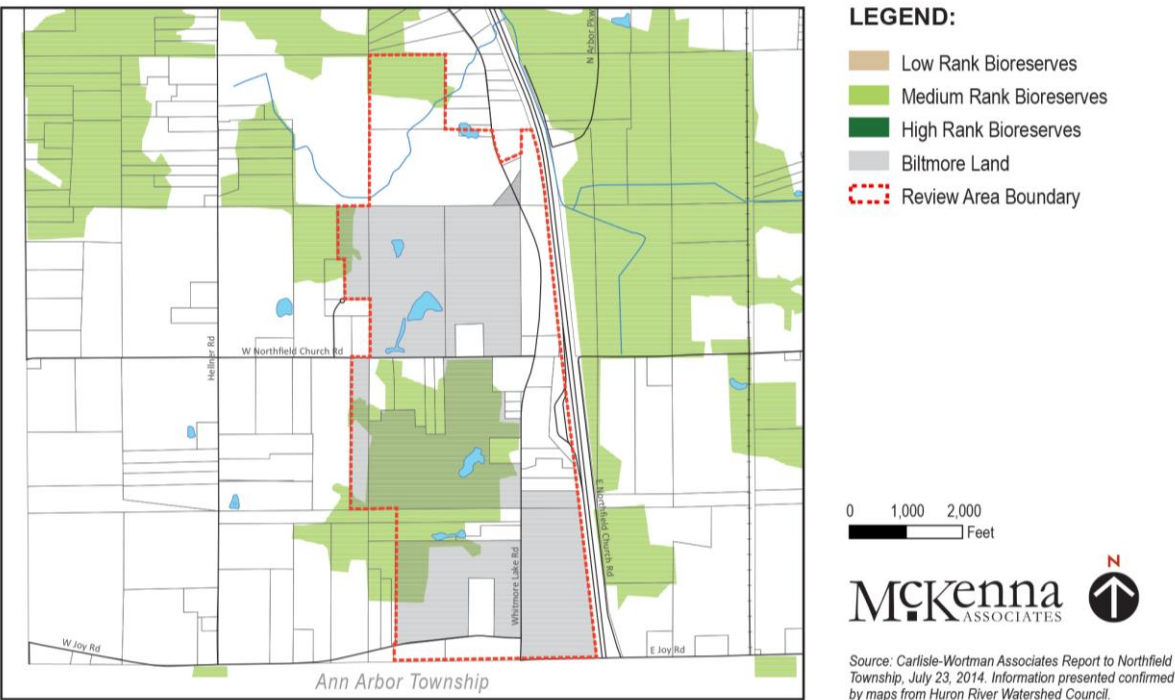 LEGEND:
Low Rank Bioreserves
Medium Rank Bioreserves
High Rank Bioreserves
Biltmore Land
Review Area Boundary
N Arbor Pkw
Hellner Rd
W Northfield Church Rd
E Northfield Church Rd
Whitmore Lake Rd
W Joy Rd
E Joy Rd
Ann Arbor Township
0 1,000 2,000
Feet
McKenna
ASSOCIATES
N
Source: Carlisle-Wortman Associates Report to Northfield
Township, July 23, 2014. Information presented confirmed
by maps from Huron River Watershed Council.